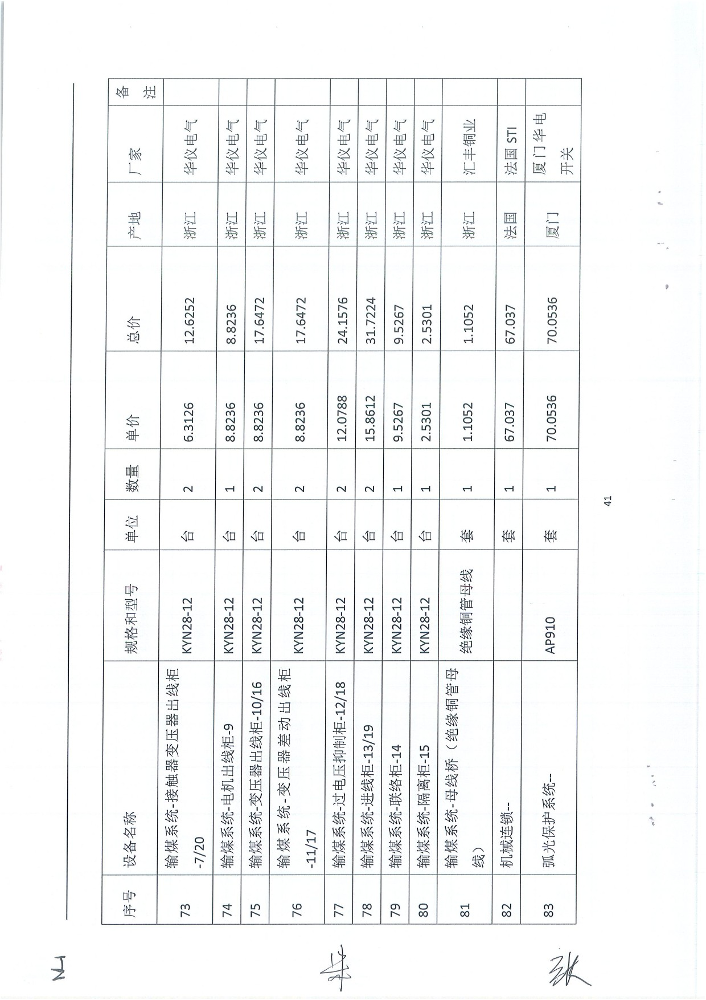 序号 设备名称 规格和型号 单位 数量 单价 总价 产地 厂家 备注
73 输煤系统-接触器变压器出线柜 KYN28-12 台 2 6.3126 12.6252 浙江 华仪电气
-7/20
74 输煤系统-电机出线柜-9 KYN28-12 台 1 8.8236 8.8236 浙江 华仪电气
75 输煤系统-变压器出线柜-10/16 KYN28-12 台 2 8.8236 17.6472 浙江 华仪电气
76 输煤系统-变压器差动出线柜 KYN28-12 台 2 8.8236 17.6472 浙江 华仪电气
-11/17
77 输煤系统-过电压抑制柜-12/18 KYN28-12 台 2 12.0788 24.1576 浙江 华仪电气
78 输煤系统-进线柜-13/19 KYN28-12 台 2 15.8612 31.7224 浙江 华仪电气
79 输煤系统-联络柜-14 KYN28-12 台 1 9.5267 9.5267 浙江 华仪电气
80 输煤系统-隔离柜-15 KYN28-12 台 1 2.5301 2.5301 浙江 华仪电气
81 输煤系统-母线桥（绝缘铜管母 绝缘铜管母线 套 1 1.1052 1.1052 浙江 汇丰铜业
线）
82 机械连锁-- 套 1 67.037 67.037 法国 法国 STI
83 弧光保护系统-- AP910 套 1 70.0536 70.0536 厦门 厦门华电
开关
41